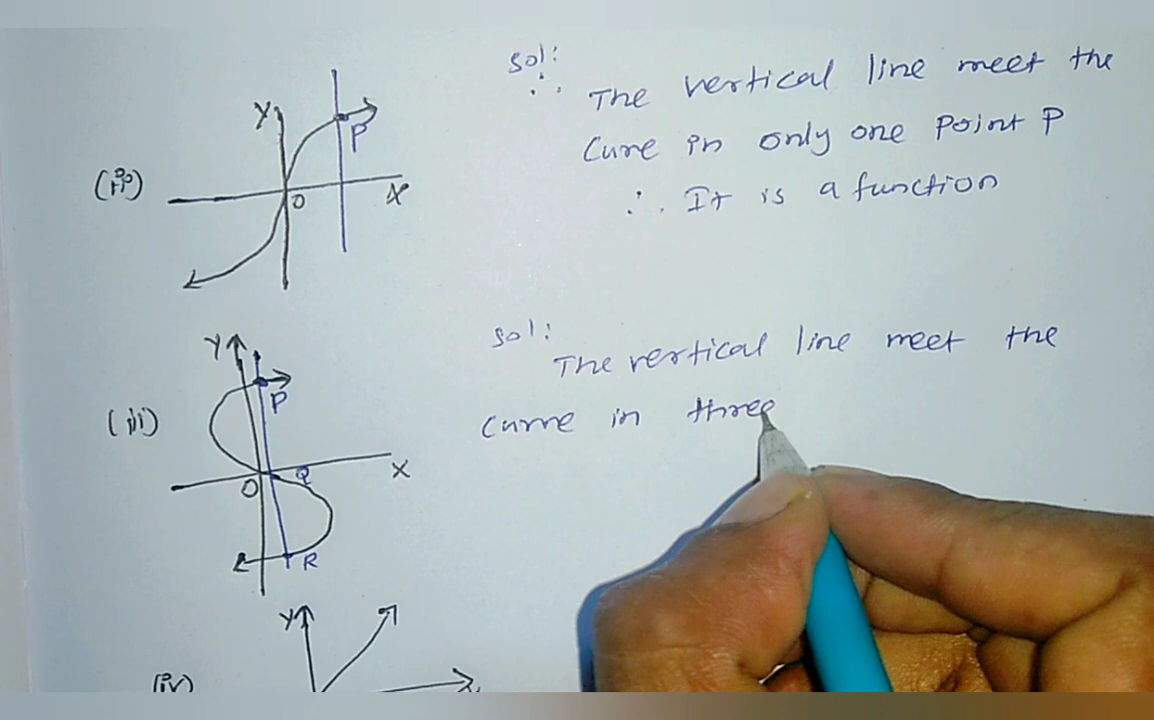 Sol:
∴ The vertical line meet the
Curve in only one Point P
∴ It is a function
(ii)
Y
P
O
X
Sol:
The vertical line meet the
Curve in three
(iii)
Y
P
Q
X
O
R
Y
(iv)